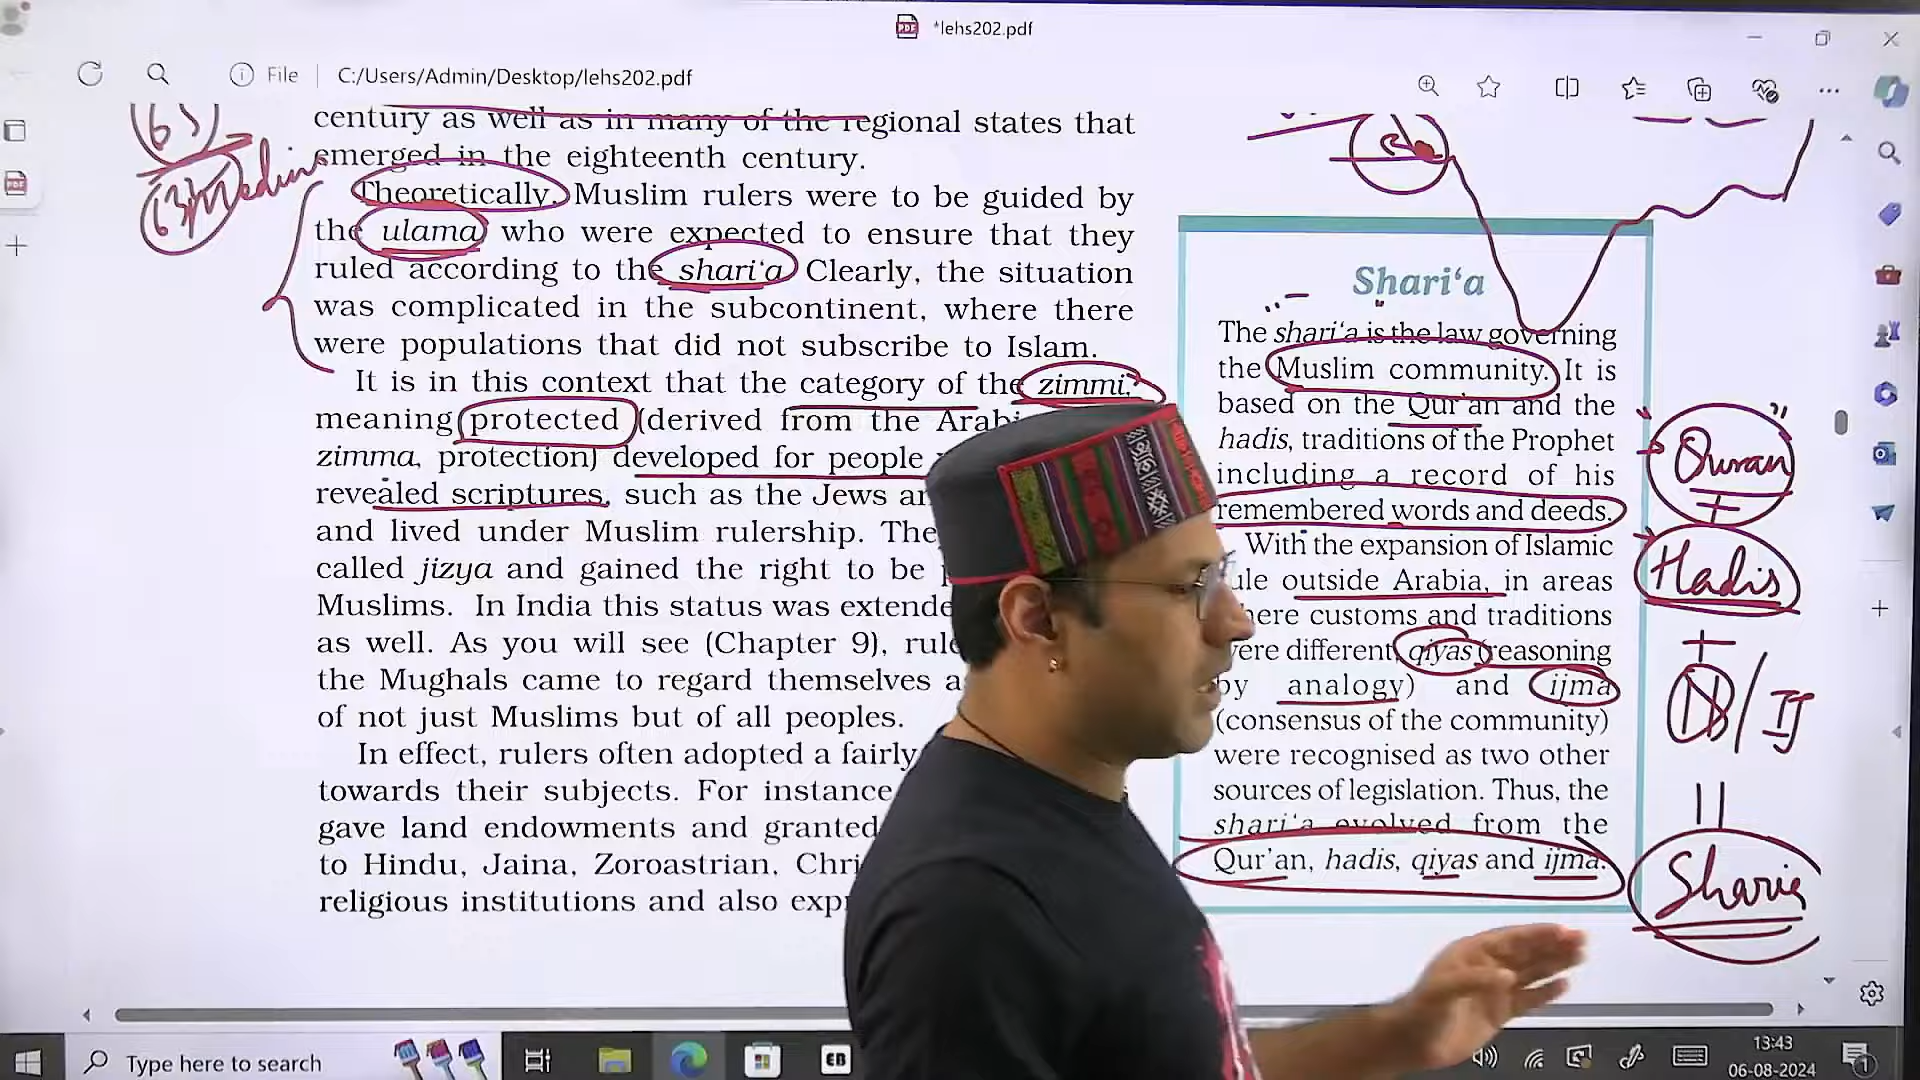 *lehs202.pdf
File
C:/Users/Admin/Desktop/lehs202.pdf
century as well as in many of the regional states that
emerged in the eighteenth century.
Theoretically, Muslim rulers were to be guided by
the ulama who were expected to ensure that they
ruled according to the shari‘a Clearly, the situation
was complicated in the subcontinent, where there
were populations that did not subscribe to Islam.
It is in this context that the category of the zimmi,
meaning protected (derived from the Arabi
zimma, protection) developed for people
revealed scriptures, such as the Jews
and lived under Muslim rulership. The
called jizya and gained the right to be
Muslims. In India this status was extende
as well. As you will see (Chapter 9),
the Mughals came to regard themselves
of not just Muslims but of all peoples.
In effect, rulers often adopted a fairly
towards their subjects. For instance
gave land endowments and granted
to Hindu, Jaina, Zoroastrian, Chri
religious institutions and also
Shari‘a
The shari‘a is the law governing
the Muslim community. It is
based on the Qur’an and the
hadis, traditions of the Prophet
including a record of his
remembered words and deeds.
With the expansion of Islamic
ule outside Arabia, in areas
here customs and traditions
ere different, qiyas (reasoning
by analogy) and ijma
(consensus of the community)
were recognised as two other
sources of legislation. Thus, the
shari‘a evolved from the
Qur’an, hadis, qiyas and ijma.
Quran
+
Hadis
+
/ IJ
Type here to search
EB
13:43
06-08-2024
1